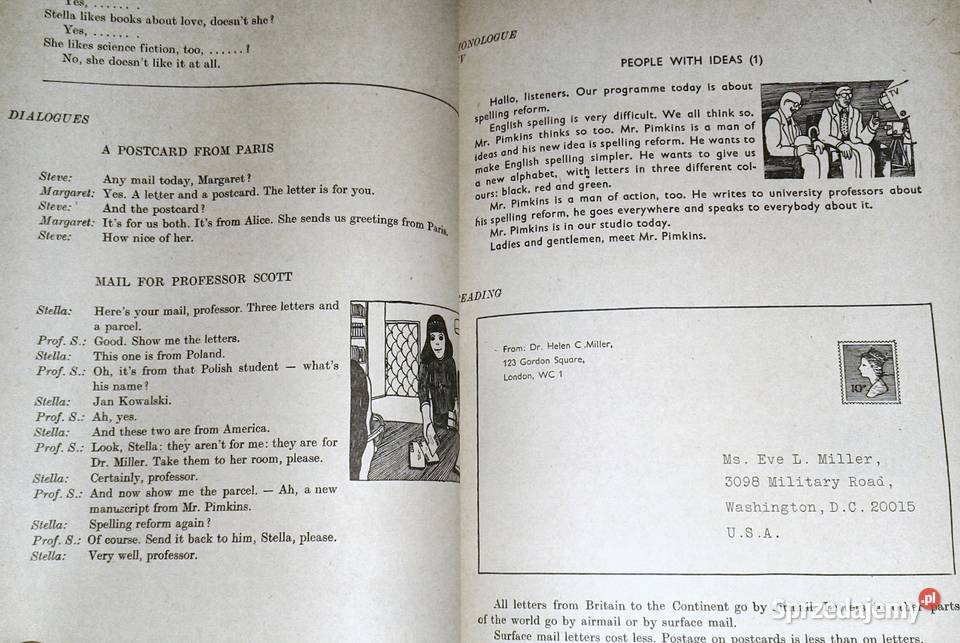 Yes, . . . . . . .
Stella likes books about love, doesn't she?
Yes, . . . . . . .
She likes science fiction, too, . . . . . . ?
No, she doesn't like it at all.
DIALOGUES
A POSTCARD FROM PARIS
Steve: Any mail today, Margaret?
Margaret: Yes. A letter and a postcard. The letter is for you.
Steve: And the postcard?
Margaret: It's for us both. It's from Alice. She sends us greetings from Paris.
Steve: How nice of her.
MAIL FOR PROFESSOR SCOTT
Stella: Here's your mail, professor. Three letters and
a parcel.
Prof. S.: Good. Show me the letters.
Stella: This one is from Poland.
Prof. S.: Oh, it's from that Polish student — what's
his name?
Stella: Jan Kowalski.
Prof. S.: Ah, yes.
Stella: And these two are from America.
Prof. S.: Look, Stella: they aren't for me: they are for
Dr. Miller. Take them to her room, please.
Stella: Certainly, professor.
Prof. S.: And now show me the parcel. — Ah, a new
manuscript from Mr. Pimkins.
Stella: Spelling reform again?
Prof. S.: Of course. Send it back to him, Stella, please.
Stella: Very well, professor.
ONOLOGUE
V
PEOPLE WITH IDEAS (1)
Hallo, listeners. Our programme today is about
spelling reform.
English spelling is very difficult. We all think so.
Mr. Pimkins thinks so too. Mr. Pimkins is a man of
ideas and his new idea is spelling reform. He wants to
make English spelling simpler. He wants to give us
a new alphabet, with letters in three different col-
ours: black, red and green.
Mr. Pimkins is a man of action, too. He writes to university professors about
his spelling reform, he goes everywhere and speaks to everybody about it.
Mr. Pimkins is in our studio today.
Ladies and gentlemen, meet Mr. Pimkins.
TV
EADING
From: Dr. Helen C. Miller,
123 Gordon Square,
London, WC 1
10P
Ms. Eve L. Miller,
3098 Military Road,
Washington, D.C. 20015
U.S.A.
All letters from Britain to the Continent go by parts
of the world go by airmail or by surface mail.
Surface mail letters cost less. Postage on postcards is less than on letters.
Sprzedajemy.pl